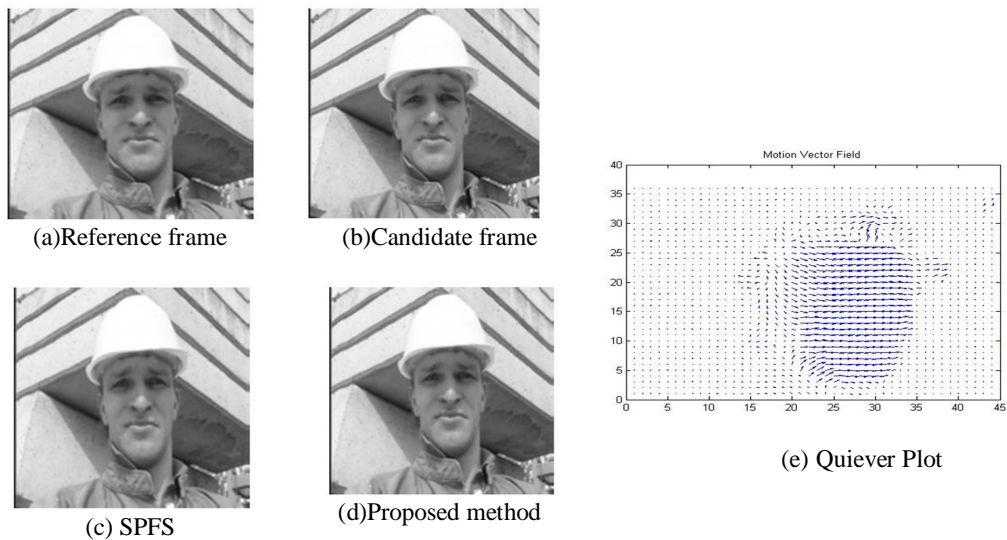 (a)Reference frame
(b)Candidate frame
(c) SPFS
(d)Proposed method
Motion Vector Field
40
35
30
25
20
15
10
5
0
0 5 10 15 20 25 30 35 40 45
(e) Quiever Plot